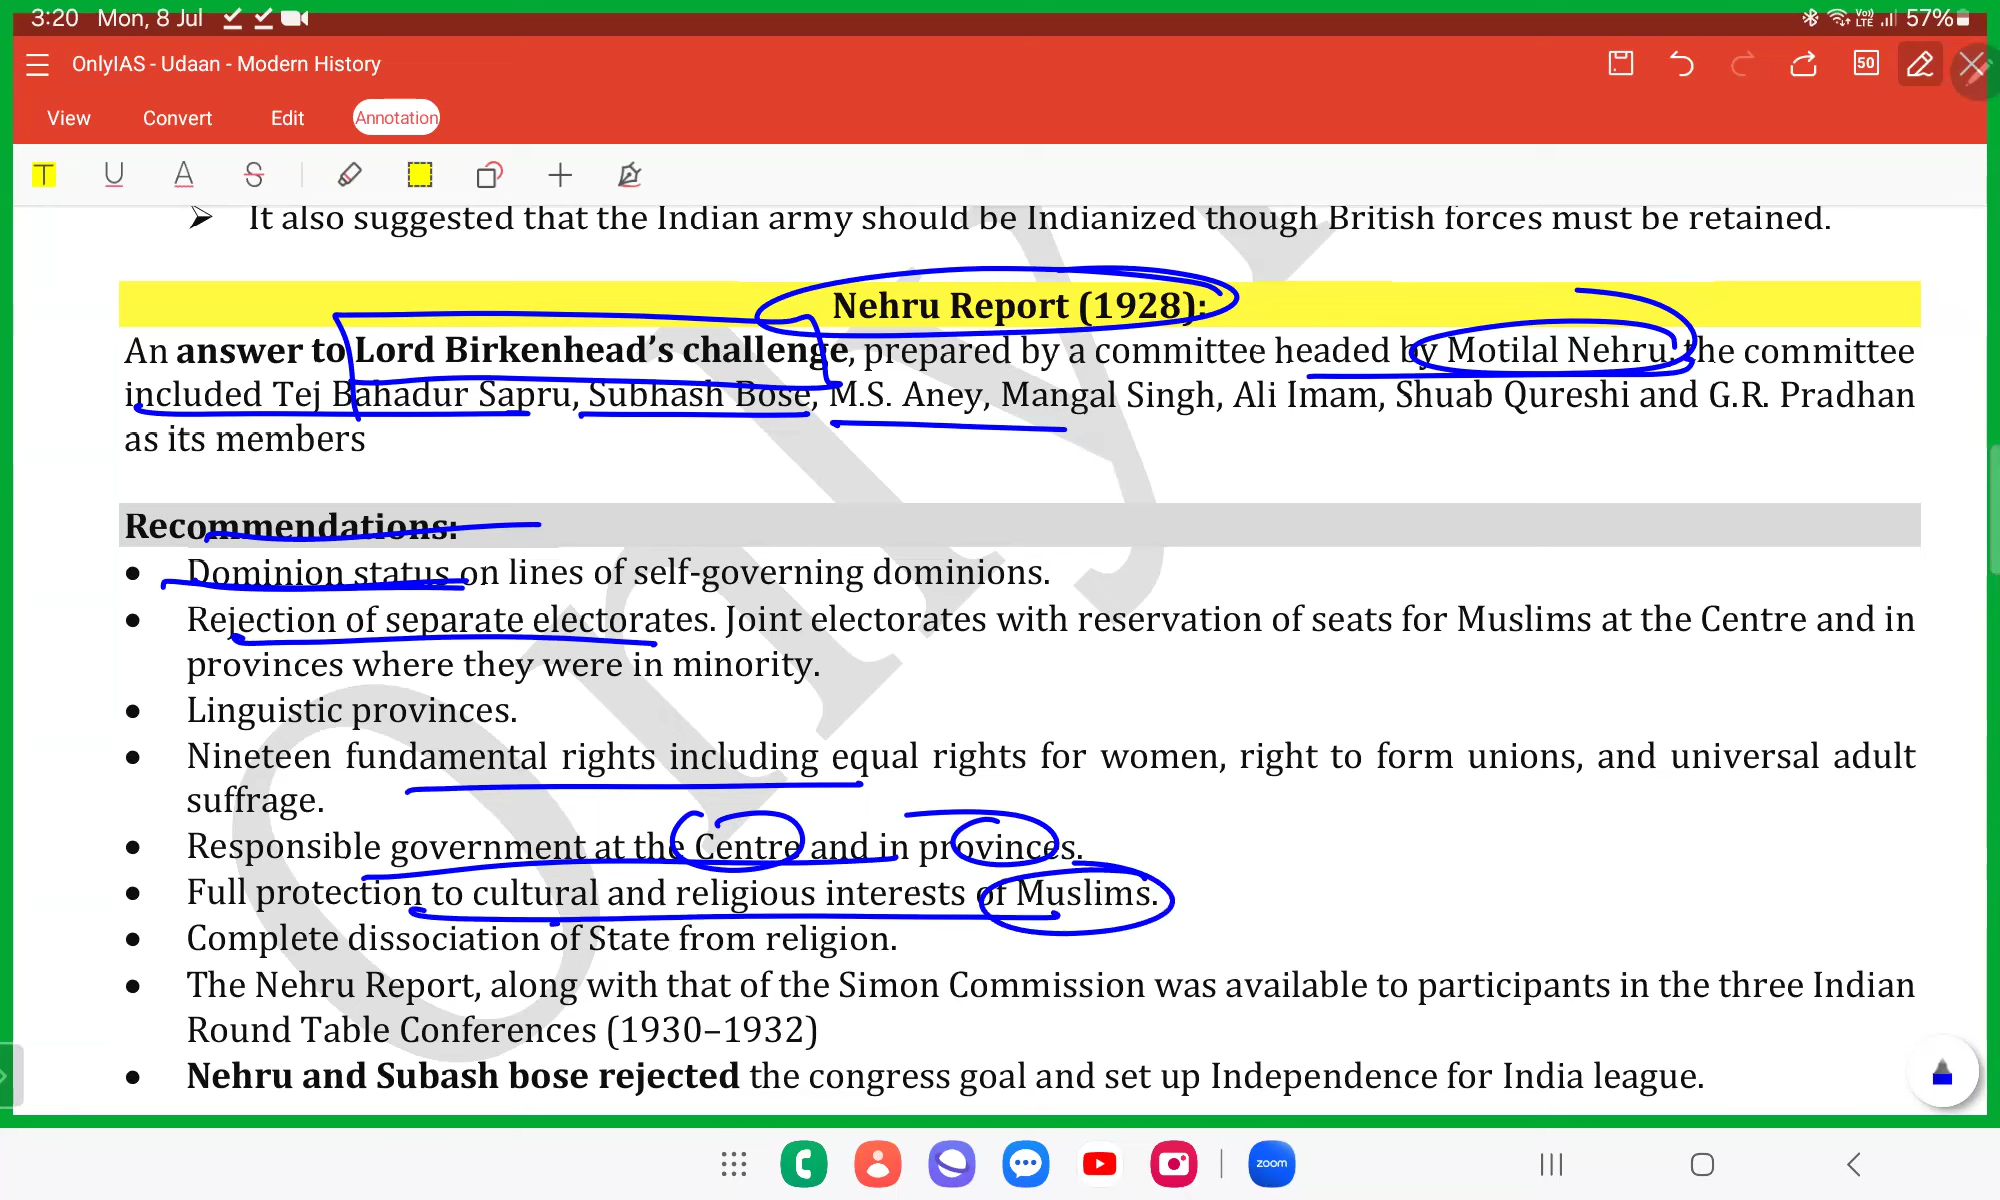 3:20 Mon, 8 Jul 57%
OnlyIAS - Udaan - Modern History 50
View Convert Edit Annotation
T U A S
➤ It also suggested that the Indian army should be Indianized though British forces must be retained.
Nehru Report (1928):
An answer to Lord Birkenhead’s challenge, prepared by a committee headed by Motilal Nehru; the committee
included Tej Bahadur Sapru, Subhash Bose, M.S. Aney, Mangal Singh, Ali Imam, Shuab Qureshi and G.R. Pradhan
as its members
Recommendations:
• Dominion status on lines of self-governing dominions.
• Rejection of separate electorates. Joint electorates with reservation of seats for Muslims at the Centre and in
provinces where they were in minority.
• Linguistic provinces.
• Nineteen fundamental rights including equal rights for women, right to form unions, and universal adult
suffrage.
• Responsible government at the Centre and in provinces.
• Full protection to cultural and religious interests of Muslims.
• Complete dissociation of State from religion.
• The Nehru Report, along with that of the Simon Commission was available to participants in the three Indian
Round Table Conferences (1930–1932)
• Nehru and Subash bose rejected the congress goal and set up Independence for India league.
zoom